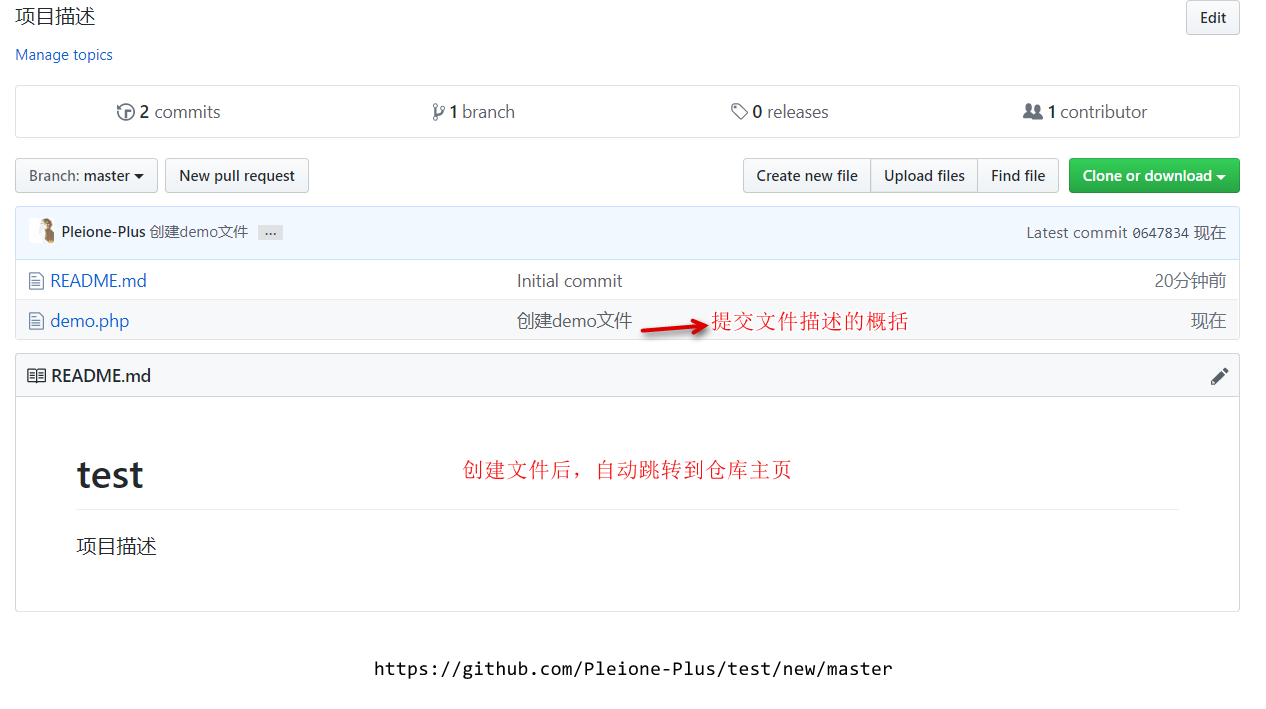 项目描述 Edit
Manage topics
2 commits 1 branch 0 releases 1 contributor
Branch: master New pull request Create new file Upload files Find file Clone or download
Pleione-Plus 创建demo文件 ... Latest commit 0647834 现在
README.md Initial commit 20分钟前
demo.php 创建demo文件 提交文件描述的概括 现在
README.md
test 创建文件后，自动跳转到仓库主页
项目描述
https://github.com/Pleione-Plus/test/new/master